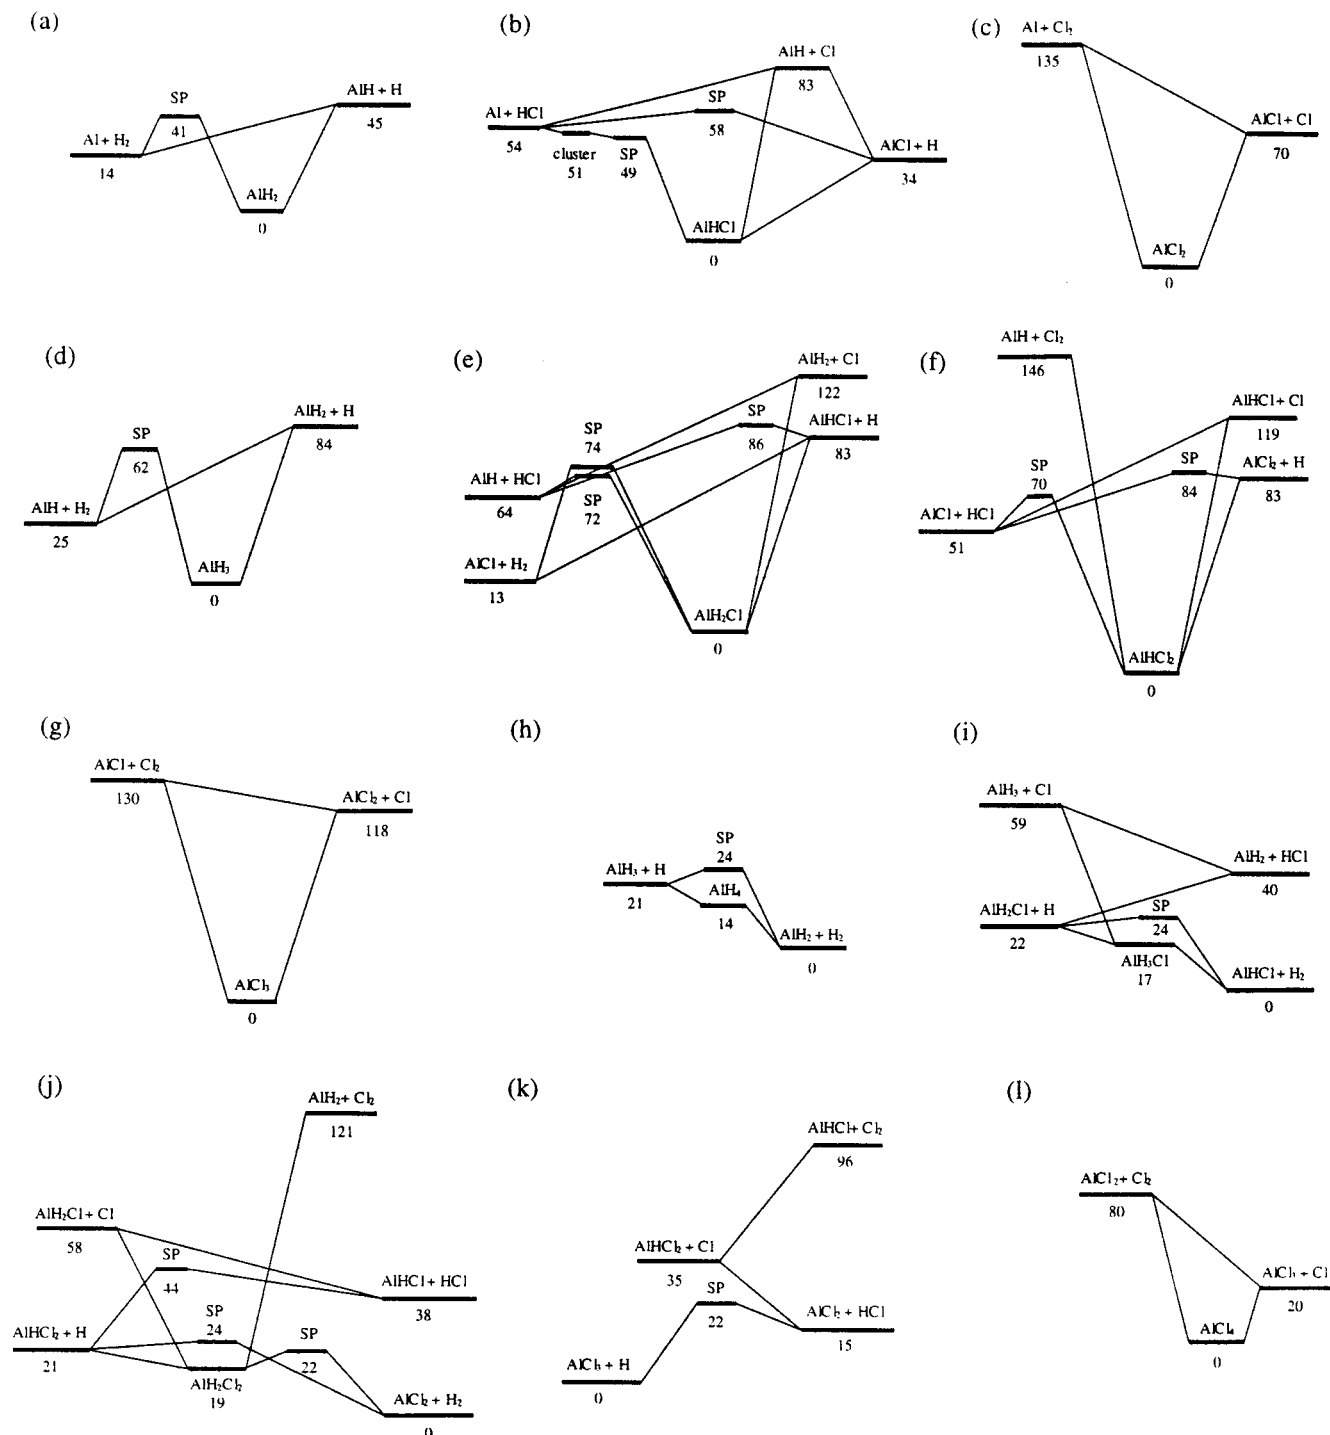 (a)
SP
41
AlH + H
45
Al + H₂
14
AlH₂
0
(b)
AlH + Cl
83
SP
58
Al + HCl
54
cluster
51
SP
49
AlCl + H
34
AlHCl
0
(c)
Al + Cl₂
135
AlCl + Cl
70
AlCl₂
0
(d)
AlH₂ + H
84
SP
62
AlH + H₂
25
AlH₃
0
(e)
AlH₂ + Cl
122
SP
86
AlHCl + H
83
SP
74
AlH + HCl
64
SP
72
AlCl + H₂
13
AlH₂Cl
0
(f)
AlH + Cl₂
146
AlHCl + Cl
119
SP
70
SP
84
AlCl₂ + H
83
AlCl + HCl
51
AlHCl₂
0
(g)
AlCl + Cl₂
130
AlCl₂ + Cl
118
AlCl₃
0
(h)
SP
24
AlH₃ + H
21
AlH₄
14
AlH₂ + H₂
0
(i)
AlH₃ + Cl
59
AlH₂ + HCl
40
AlH₂Cl + H
22
SP
24
AlH₃Cl
17
AlHCl + H₂
0
(j)
AlH₂ + Cl₂
121
AlH₂Cl + Cl
58
SP
44
AlHCl + HCl
38
AlHCl₂ + H
21
SP
24
SP
22
AlH₂Cl₂
19
AlCl₂ + H₂
0
(k)
AlHCl + Cl₂
96
AlHCl₂ + Cl
35
SP
22
AlCl₂ + HCl
15
AlCl₃ + H
0
(l)
AlCl₂ + Cl₂
80
AlCl₃ + Cl
20
AlCl₄
0